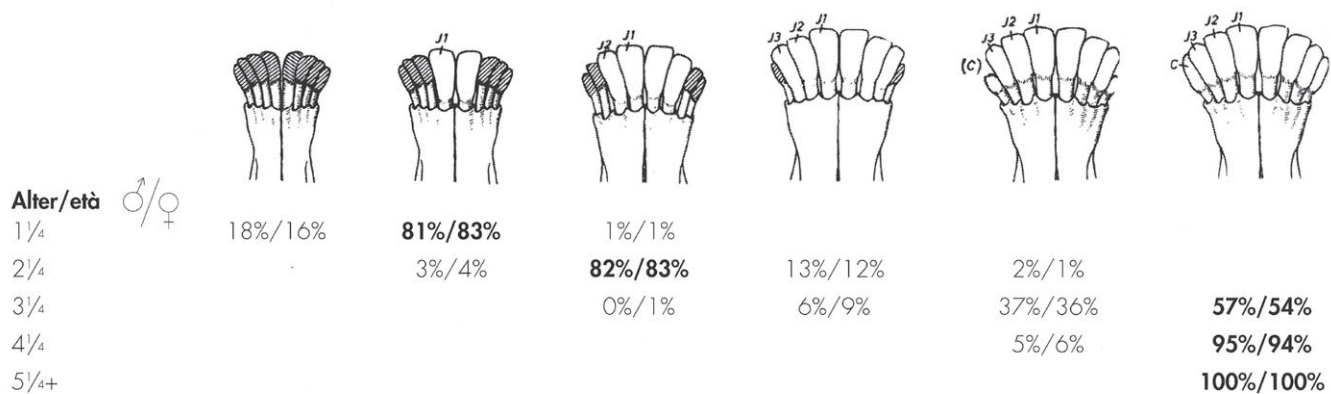 J1
J2 J1
J3 J2 J1
(C) J3 J2 J1
C J3 J2 J1
Alter/età ♂/♀
1¼ 18%/16% 81%/83% 1%/1%
2¼ 3%/4% 82%/83% 13%/12% 2%/1%
3¼ 0%/1% 6%/9% 37%/36% 57%/54%
4¼ 5%/6% 95%/94%
5¼+ 100%/100%